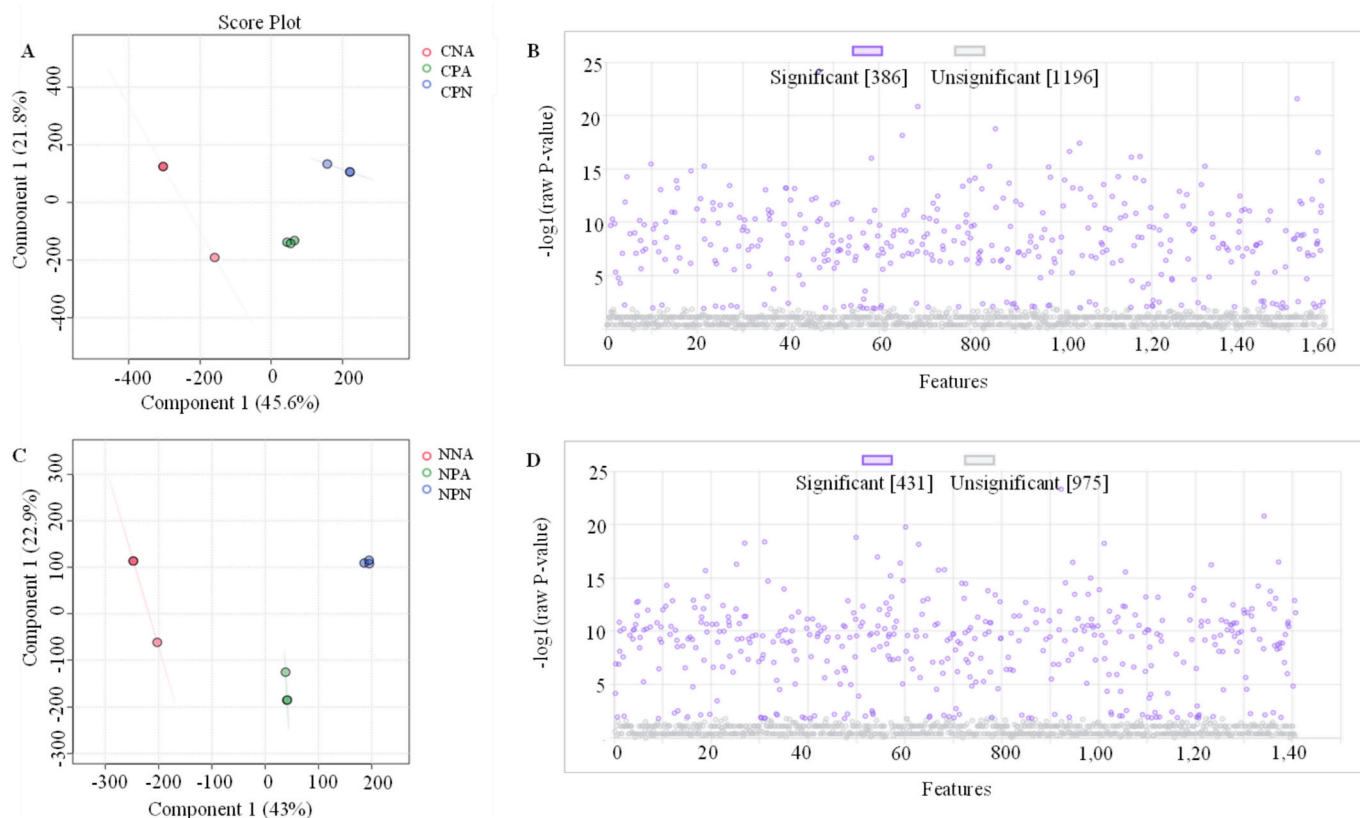 A
Score Plot
Component 1 (21.8%)
400
200
0
-200
-400
-400 -200 0 200
Component 1 (45.6%)
CNA
CPA
CPN
B
Significant [386] Unsignificant [1196]
-log1(raw P-value)
25
20
15
10
5
0 20 40 60 800 1,00 1,20 1,40 1,60
Features
C
Component 1 (22.9%)
300
200
100
0
-100
-200
-300
-300 -200 -100 0 100 200
Component 1 (43%)
NNA
NPA
NPN
D
Significant [431] Unsignificant [975]
-log1(raw P-value)
25
20
15
10
5
0 20 40 60 800 1,00 1,20 1,40
Features